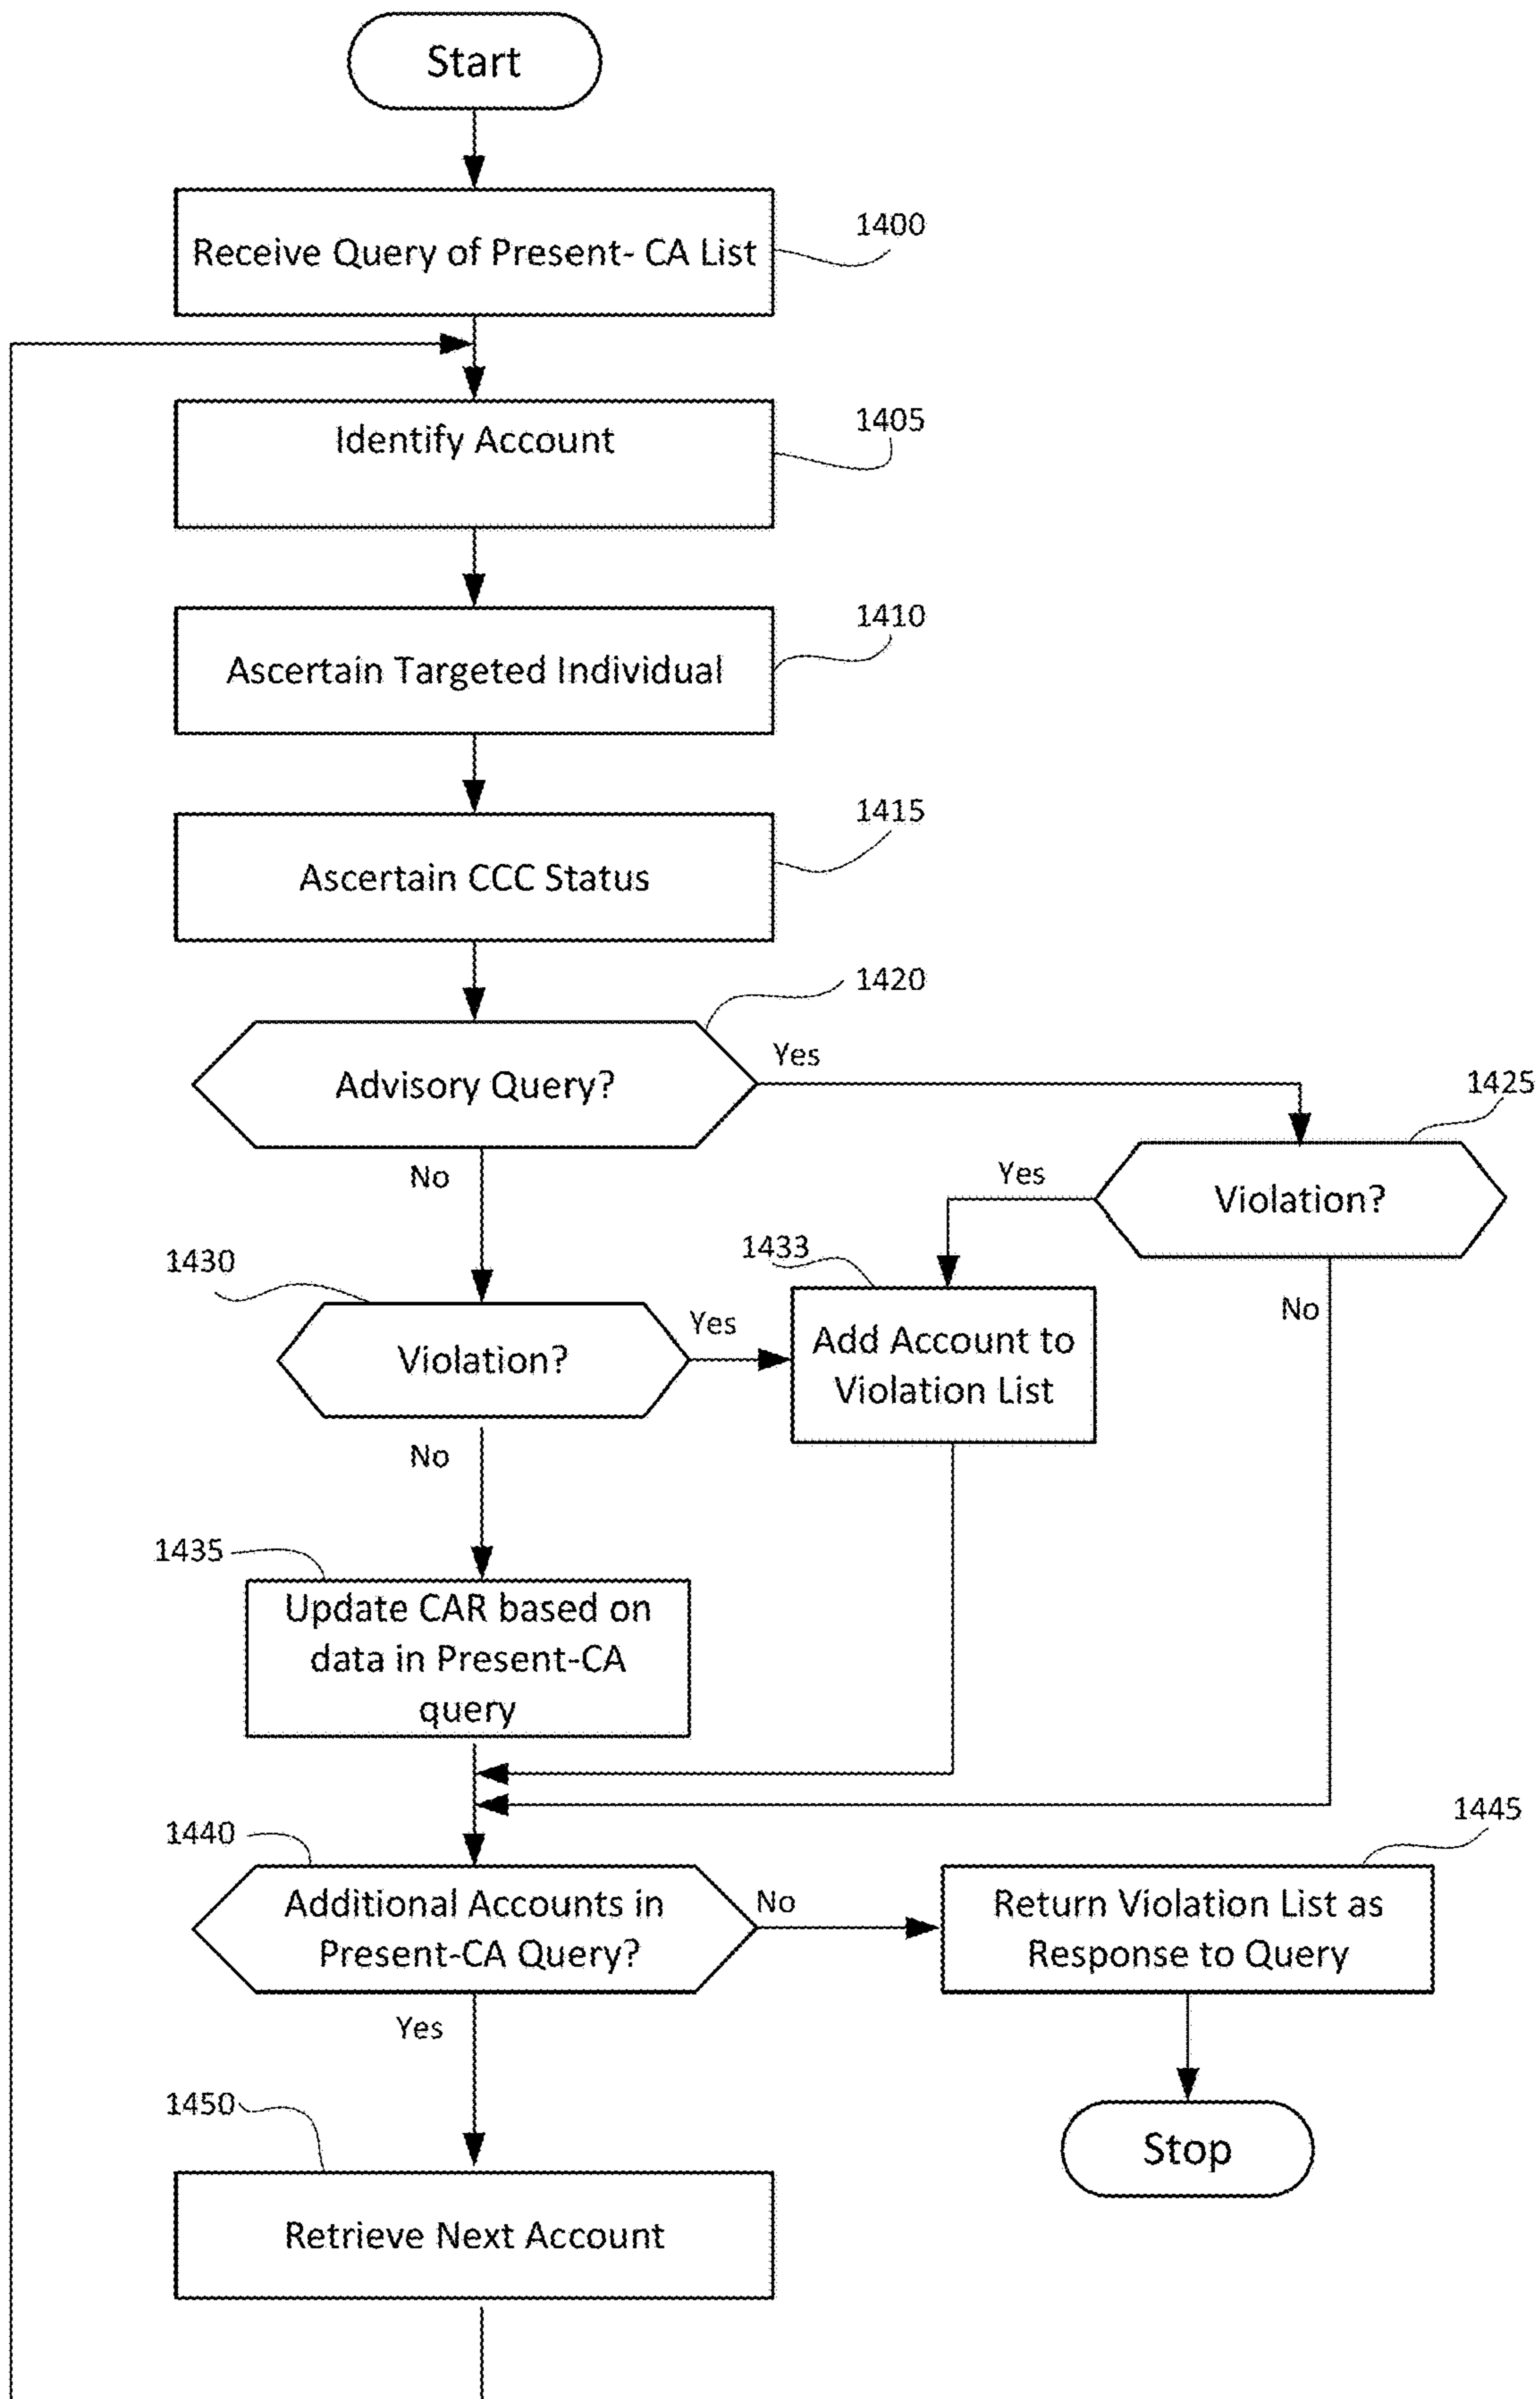 Start
Receive Query of Present- CA List
1400
Identify Account
1405
Ascertain Targeted Individual
1410
Ascertain CCC Status
1415
Advisory Query?
1420
Yes
No
1425
Violation?
Yes
No
1430
Violation?
Yes
No
1433
Add Account to
Violation List
1435
Update CAR based on
data in Present-CA
query
1440
Additional Accounts in
Present-CA Query?
No
Yes
1445
Return Violation List as
Response to Query
Stop
1450
Retrieve Next Account